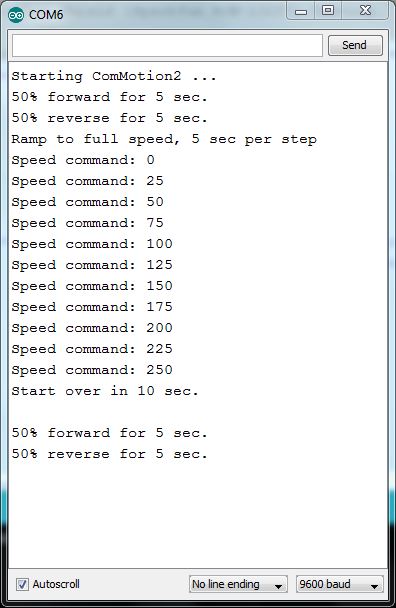 COM6
Send
Starting ComMotion2 ...
50% forward for 5 sec.
50% reverse for 5 sec.
Ramp to full speed, 5 sec per step
Speed command: 0
Speed command: 25
Speed command: 50
Speed command: 75
Speed command: 100
Speed command: 125
Speed command: 150
Speed command: 175
Speed command: 200
Speed command: 225
Speed command: 250
Start over in 10 sec.
50% forward for 5 sec.
50% reverse for 5 sec.
Autoscroll
No line ending
9600 baud